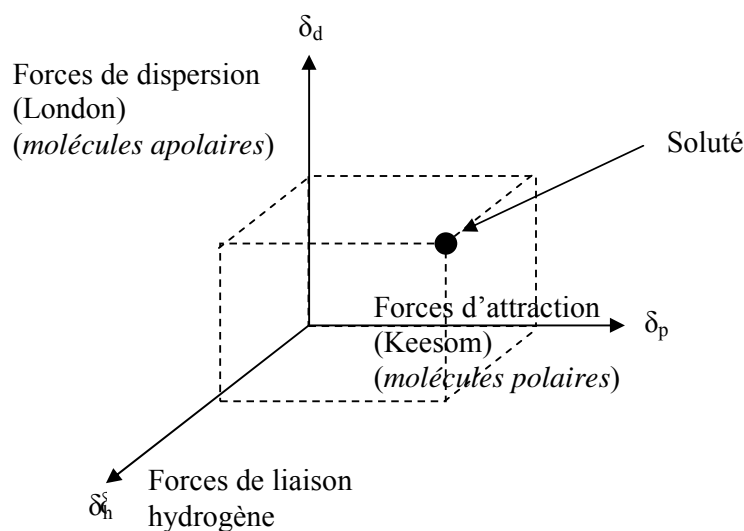 δd
Forces de dispersion
(London)
(molécules apolaires)
Soluté
Forces d’attraction
(Keesom)
(molécules polaires)
δp
δh
Forces de liaison
hydrogène